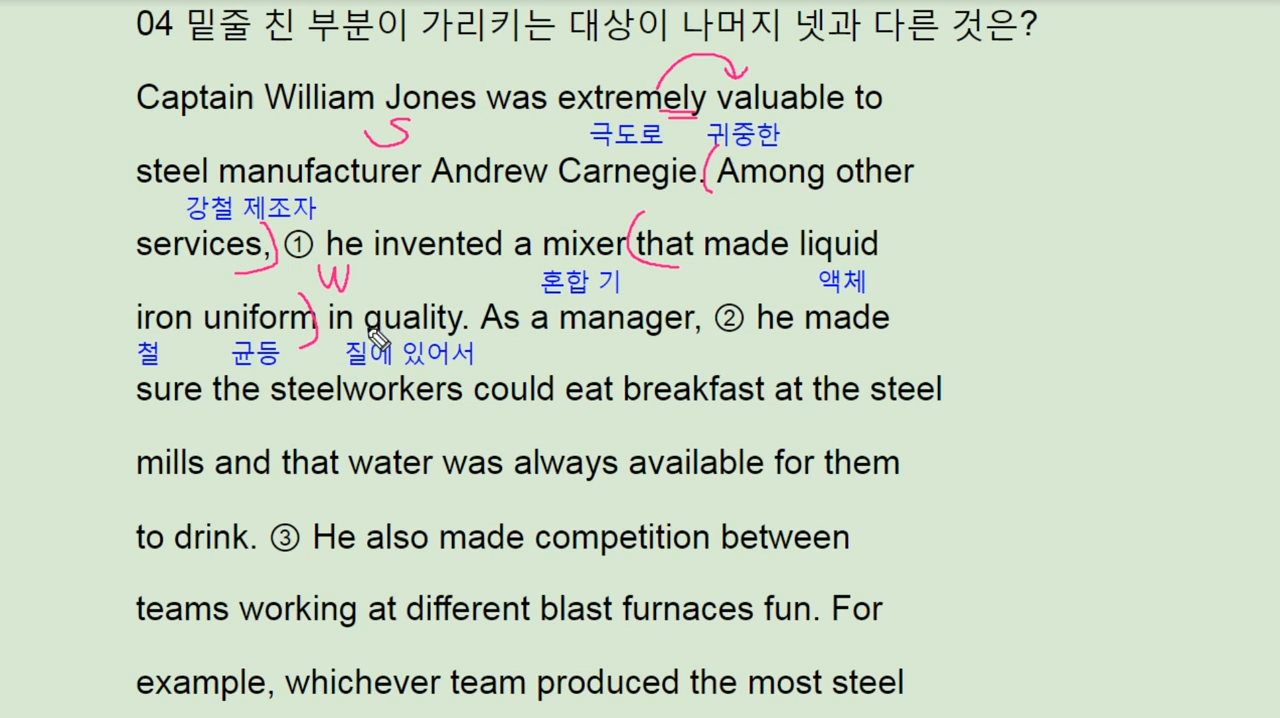 04 밑줄 친 부분이 가리키는 대상이 나머지 넷과 다른 것은?
Captain William Jones was extremely valuable to
극도로 귀중한
S
steel manufacturer Andrew Carnegie. Among other
강철 제조자
services, ① he invented a mixer that made liquid
W
혼합 기 액체
iron uniform in quality. As a manager, ② he made
철 균등 질에 있어서
sure the steelworkers could eat breakfast at the steel
mills and that water was always available for them
to drink. ③ He also made competition between
teams working at different blast furnaces fun. For
example, whichever team produced the most steel